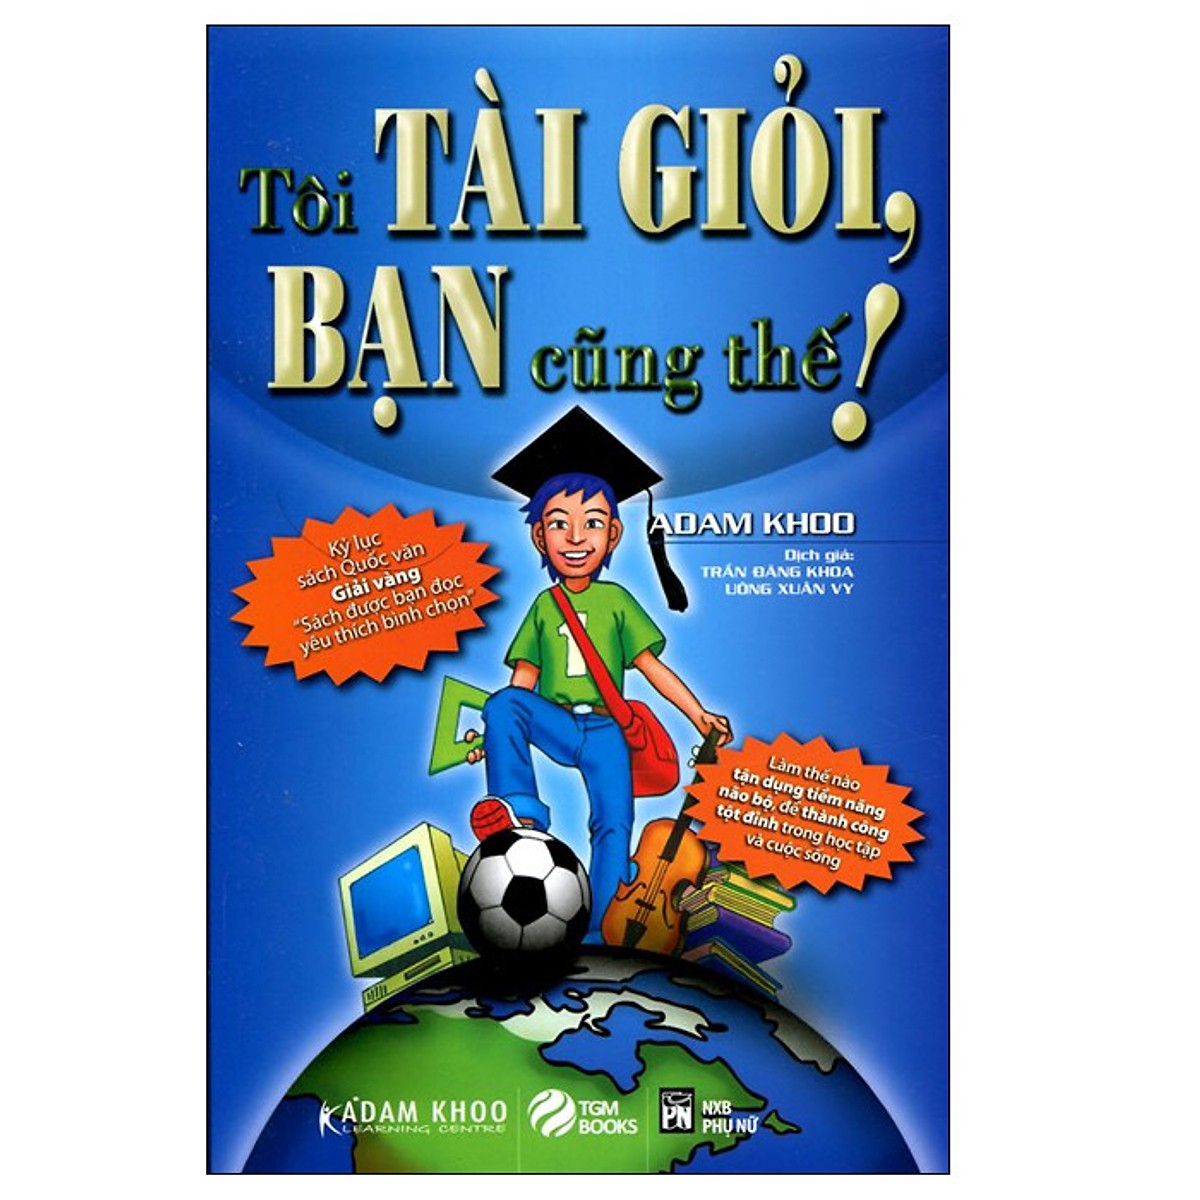 Tôi TÀI GIỎI,
BẠN cũng thế!
ADAM KHOO
Dịch giả:
TRẦN ĐĂNG KHOA
UÔNG XUÂN VY
Kỷ lục
sách Quốc văn
Giải vàng
"Sách được bạn đọc
yêu thích bình chọn"
1
Làm thế nào
tận dụng tiềm năng
não bộ, để thành công
tột đỉnh trong học tập
và cuộc sống
ADAM KHOO
LEARNING CENTRE
TGM
BOOKS
PN
NXB
PHỤ NỮ